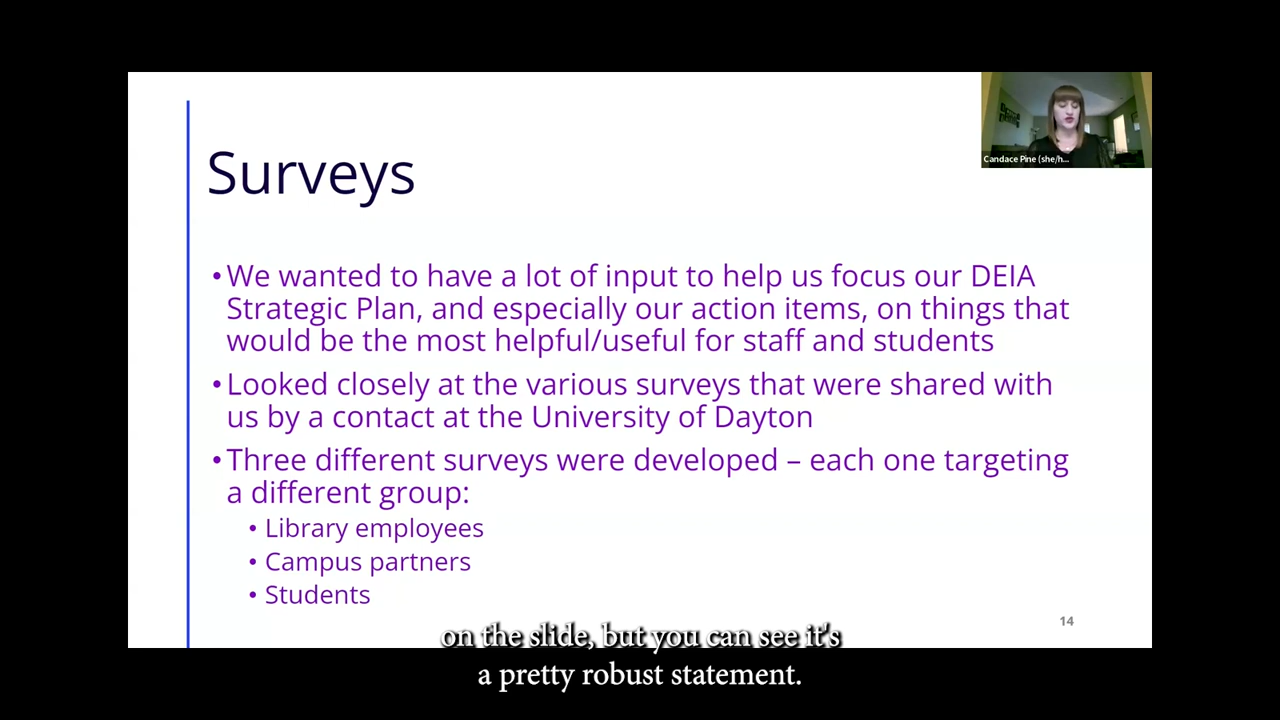 Candace Pine (she/h...
Surveys
• We wanted to have a lot of input to help us focus our DEIA
Strategic Plan, and especially our action items, on things that
would be the most helpful/useful for staff and students
• Looked closely at the various surveys that were shared with
us by a contact at the University of Dayton
• Three different surveys were developed – each one targeting
a different group:
• Library employees
• Campus partners
• Students
14
on the slide, but you can see it's
a pretty robust statement.